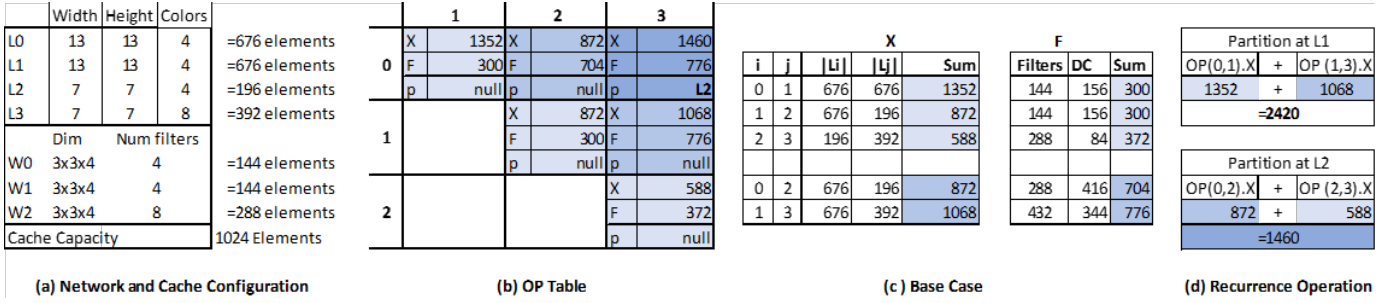 Width Height Colors
L0 13 13 4 =676 elements
L1 13 13 4 =676 elements
L2 7 7 4 =196 elements
L3 7 7 8 =392 elements
Dim Num filters
W0 3x3x4 4 =144 elements
W1 3x3x4 4 =144 elements
W2 3x3x4 8 =288 elements
Cache Capacity 1024 Elements
(a) Network and Cache Configuration
1 2 3
0 X 1352 X 872 X 1460
F 300 F 704 F 776
p null p null p L2
1 X 872 X 1068
F 300 F 776
p null p null
2 X 588
F 372
p null
(b) OP Table
X
i j |Li| |Lj| Sum
0 1 676 676 1352
1 2 676 196 872
2 3 196 392 588
0 2 676 196 872
1 3 676 392 1068
F
Filters DC Sum
144 156 300
144 156 300
288 84 372
288 416 704
432 344 776
(c ) Base Case
Partition at L1
OP(0,1).X + OP (1,3).X
1352 + 1068
=2420
Partition at L2
OP(0,2).X + OP (2,3).X
872 + 588
=1460
(d) Recurrence Operation